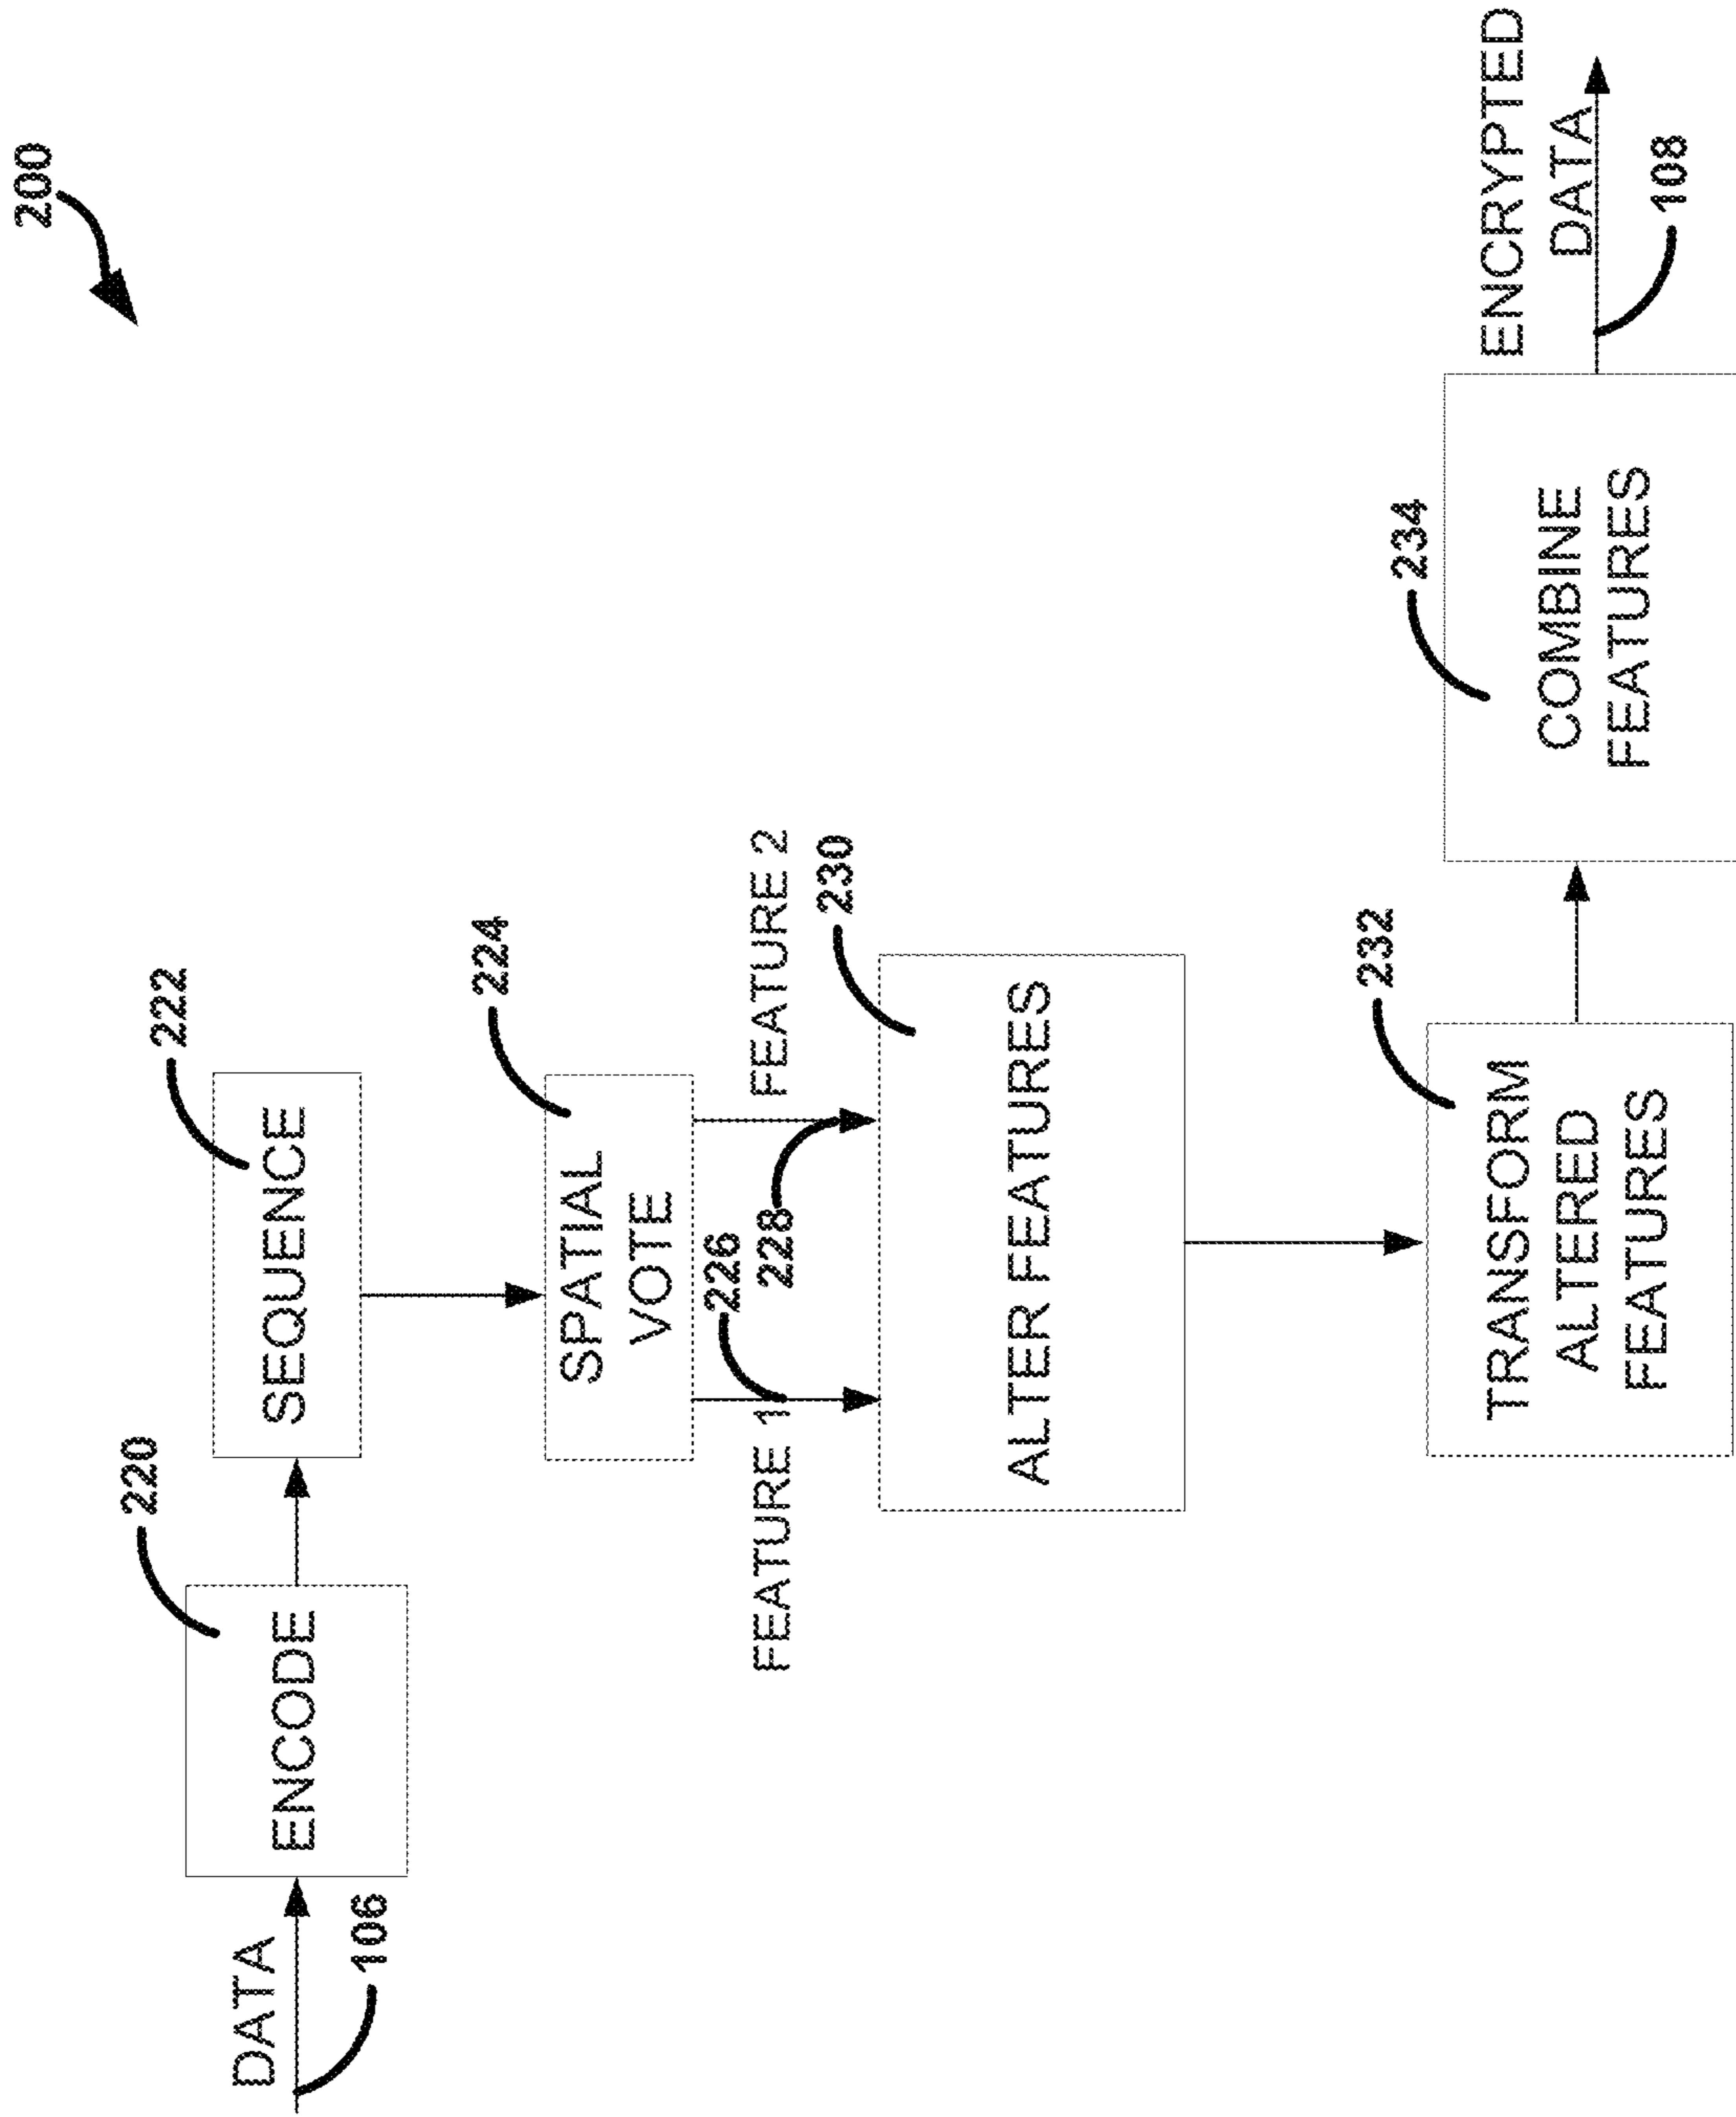 200
DATA
106
220
ENCODE
222
SEQUENCE
224
SPATIAL
VOTE
FEATURE 1
226
228
FEATURE 2
230
ALTER FEATURES
232
TRANSFORM
ALTERED
FEATURES
234
COMBINE
FEATURES
ENCRYPTED
DATA
108